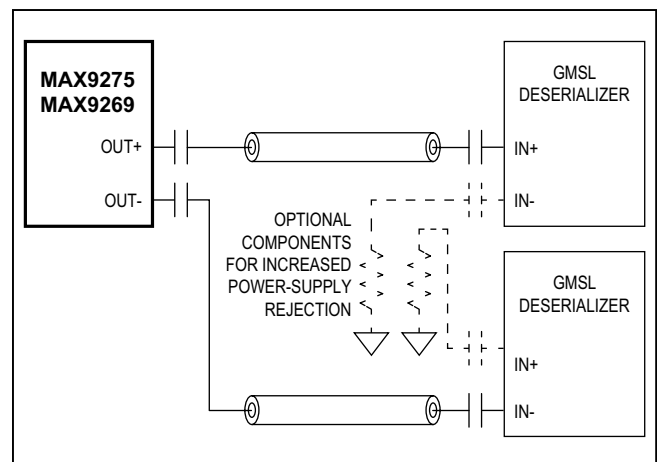 MAX9275
MAX9269
OUT+
OUT-
GMSL
DESERIALIZER
IN+
IN-
OPTIONAL
COMPONENTS
FOR INCREASED
POWER-SUPPLY
REJECTION
GMSL
DESERIALIZER
IN+
IN-